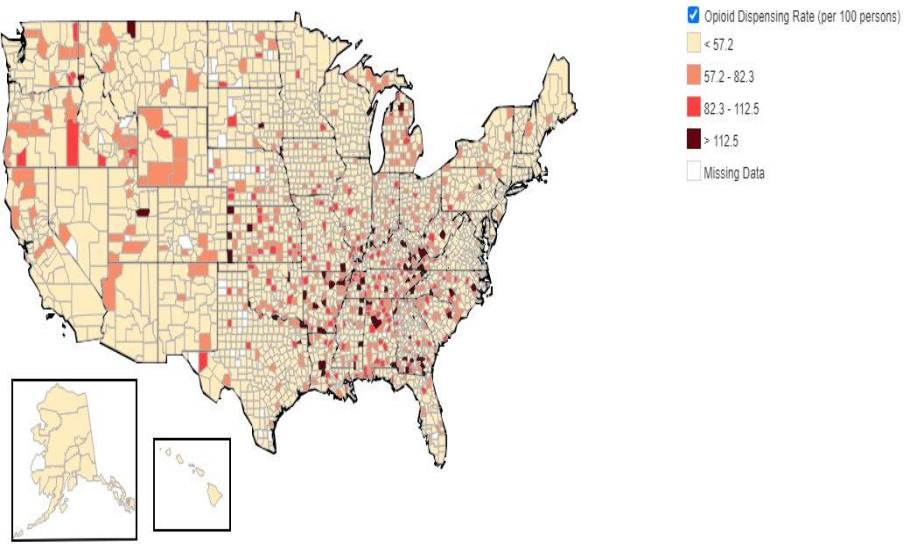 Opioid Dispensing Rate (per 100 persons)
< 57.2
57.2 - 82.3
82.3 - 112.5
> 112.5
Missing Data